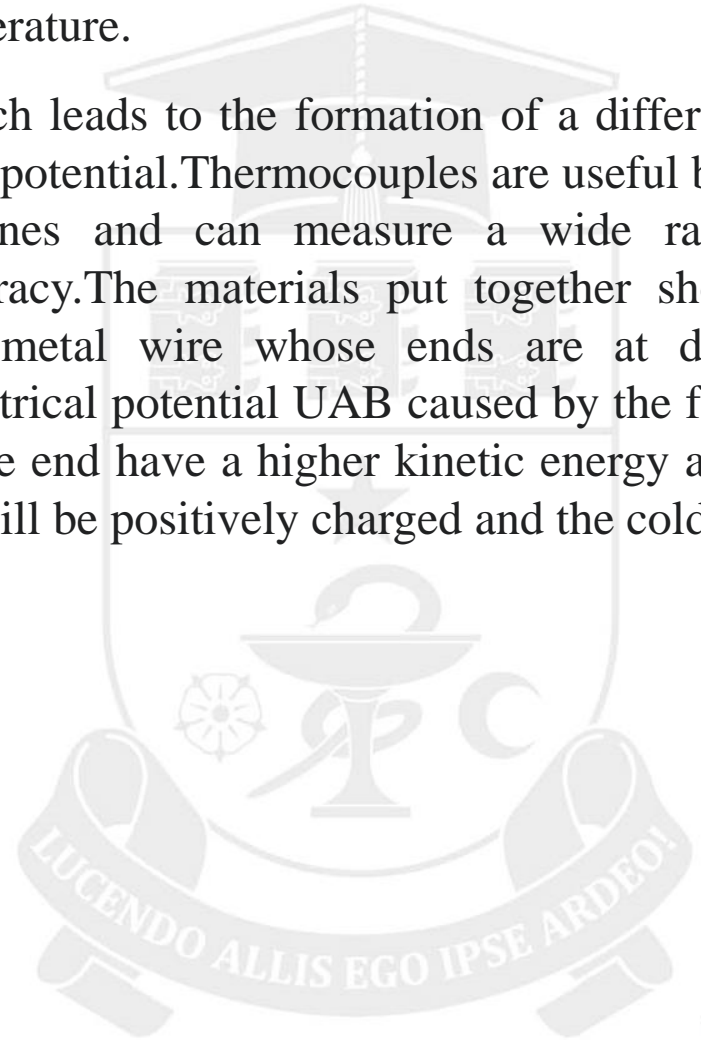 erature.
ch leads to the formation of a differ
potential.Thermocouples are useful b
nes and can measure a wide ra
racy.The materials put together sh
metal wire whose ends are at d
trical potential UAB caused by the f
e end have a higher kinetic energy a
ill be positively charged and the cold
LUCENDO ALLIS EGO IPSE ARDEO!